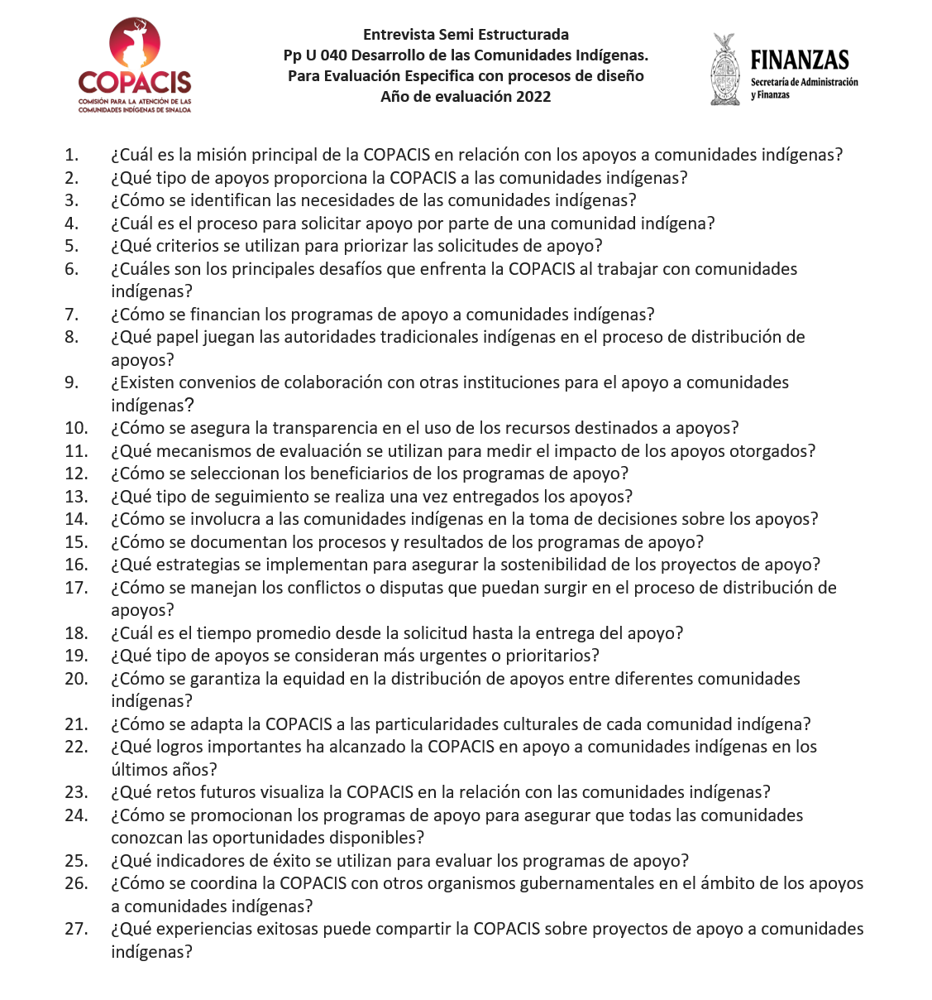 COPACIS
COMISIÓN PARA LA ATENCIÓN DE LAS
COMUNIDADES INDÍGENAS DE SINALOA
Entrevista Semi Estructurada
Pp U 040 Desarrollo de las Comunidades Indígenas.
Para Evaluación Especifica con procesos de diseño
Año de evaluación 2022
FINANZAS
Secretaría de Administración
y Finanzas
1. ¿Cuál es la misión principal de la COPACIS en relación con los apoyos a comunidades indígenas?
2. ¿Qué tipo de apoyos proporciona la COPACIS a las comunidades indígenas?
3. ¿Cómo se identifican las necesidades de las comunidades indígenas?
4. ¿Cuál es el proceso para solicitar apoyo por parte de una comunidad indígena?
5. ¿Qué criterios se utilizan para priorizar las solicitudes de apoyo?
6. ¿Cuáles son los principales desafíos que enfrenta la COPACIS al trabajar con comunidades
indígenas?
7. ¿Cómo se financian los programas de apoyo a comunidades indígenas?
8. ¿Qué papel juegan las autoridades tradicionales indígenas en el proceso de distribución de
apoyos?
9. ¿Existen convenios de colaboración con otras instituciones para el apoyo a comunidades
indígenas?
10. ¿Cómo se asegura la transparencia en el uso de los recursos destinados a apoyos?
11. ¿Qué mecanismos de evaluación se utilizan para medir el impacto de los apoyos otorgados?
12. ¿Cómo se seleccionan los beneficiarios de los programas de apoyo?
13. ¿Qué tipo de seguimiento se realiza una vez entregados los apoyos?
14. ¿Cómo se involucra a las comunidades indígenas en la toma de decisiones sobre los apoyos?
15. ¿Cómo se documentan los procesos y resultados de los programas de apoyo?
16. ¿Qué estrategias se implementan para asegurar la sostenibilidad de los proyectos de apoyo?
17. ¿Cómo se manejan los conflictos o disputas que puedan surgir en el proceso de distribución de
apoyos?
18. ¿Cuál es el tiempo promedio desde la solicitud hasta la entrega del apoyo?
19. ¿Qué tipo de apoyos se consideran más urgentes o prioritarios?
20. ¿Cómo se garantiza la equidad en la distribución de apoyos entre diferentes comunidades
indígenas?
21. ¿Cómo se adapta la COPACIS a las particularidades culturales de cada comunidad indígena?
22. ¿Qué logros importantes ha alcanzado la COPACIS en apoyo a comunidades indígenas en los
últimos años?
23. ¿Qué retos futuros visualiza la COPACIS en la relación con las comunidades indígenas?
24. ¿Cómo se promocionan los programas de apoyo para asegurar que todas las comunidades
conozcan las oportunidades disponibles?
25. ¿Qué indicadores de éxito se utilizan para evaluar los programas de apoyo?
26. ¿Cómo se coordina la COPACIS con otros organismos gubernamentales en el ámbito de los apoyos
a comunidades indígenas?
27. ¿Qué experiencias exitosas puede compartir la COPACIS sobre proyectos de apoyo a comunidades
indígenas?